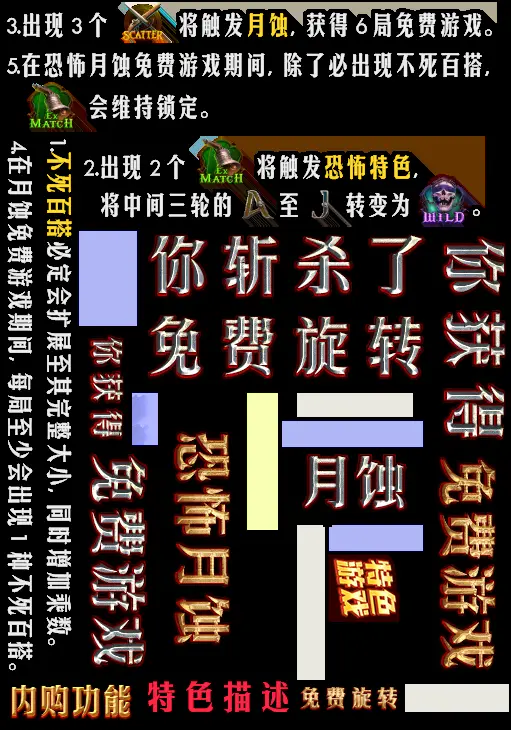 3.出现 3 个 SCATTER 将触发月蚀, 获得 6 局免费游戏。
5.在恐怖月蚀免费游戏期间, 除了必出现不死百搭,
EX MATCH 会维持锁定。
1.不死百搭必定会扩展至其完整大小, 同时增加乘数。
4.在月蚀免费游戏期间, 每局至少会出现 1 种不死百搭。
2.出现 2 个 EX MATCH 将触发恐怖特色,
将中间三轮的 A 至 J 转变为 WILD 。
你斩杀了
免费旋转
你获得
你获得
免费游戏
恐怖月蚀
月蚀
免费游戏
特色
游戏
内购功能
特色描述
免费旋转